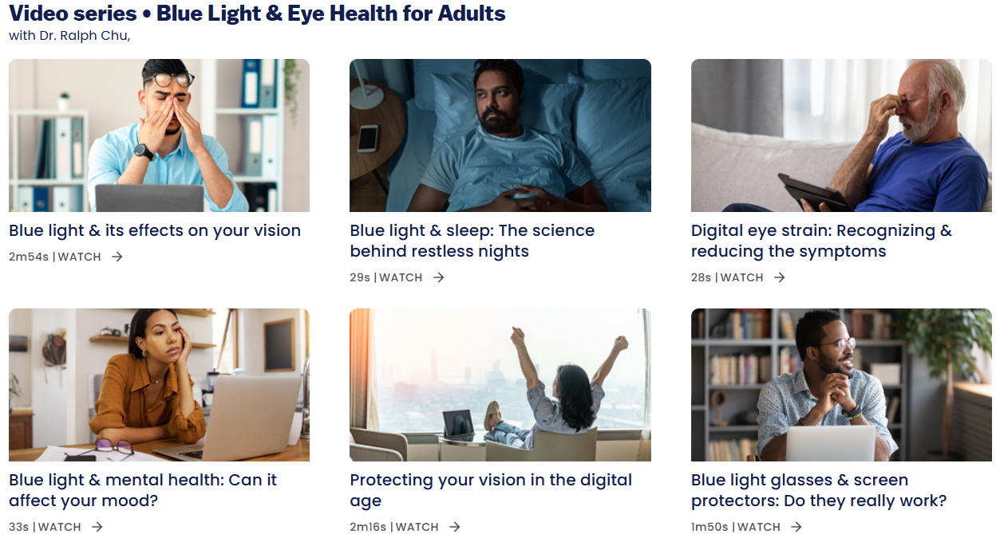 Video series • Blue Light & Eye Health for Adults
with Dr. Ralph Chu,
Blue light & its effects on your vision
2m54s | WATCH →
Blue light & sleep: The science
behind restless nights
29s | WATCH →
Digital eye strain: Recognizing &
reducing the symptoms
28s | WATCH →
Blue light & mental health: Can it
affect your mood?
33s | WATCH →
Protecting your vision in the digital
age
2m16s | WATCH →
Blue light glasses & screen
protectors: Do they really work?
1m50s | WATCH →